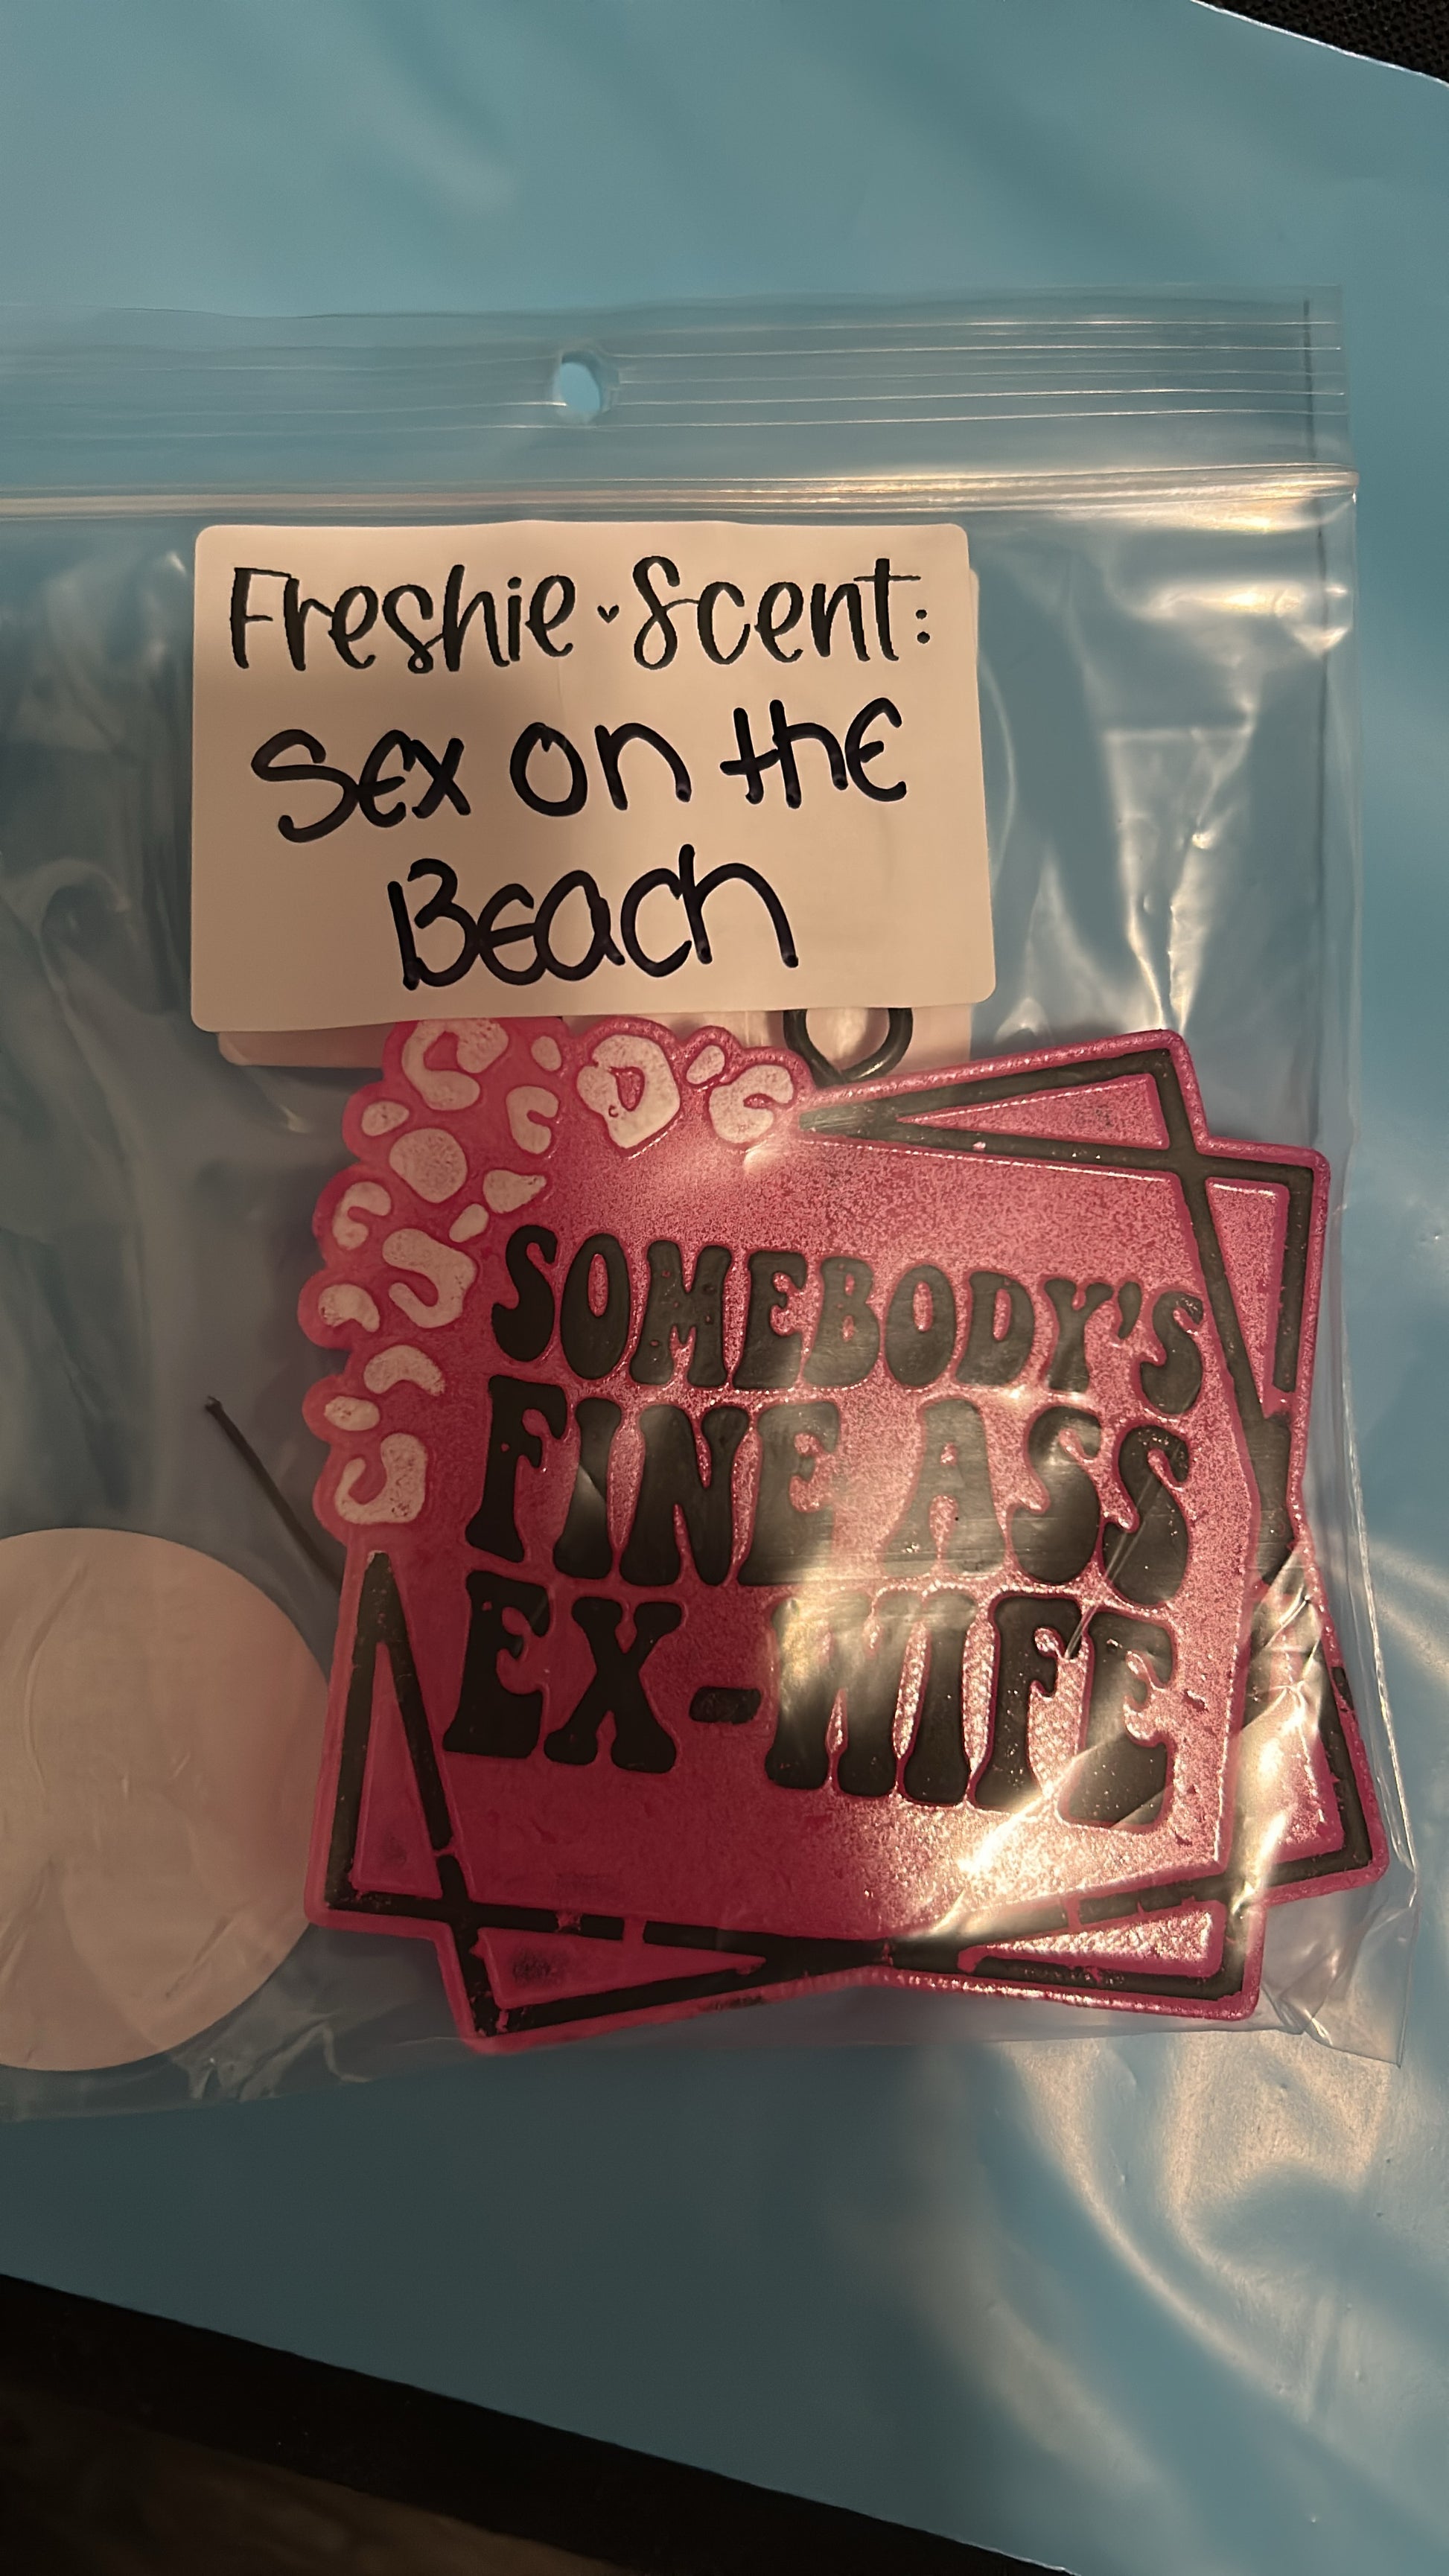 Freshie Scent:
Sex on the
Beach
SOMEBODY'S
FINE ASS
EX-WIFE